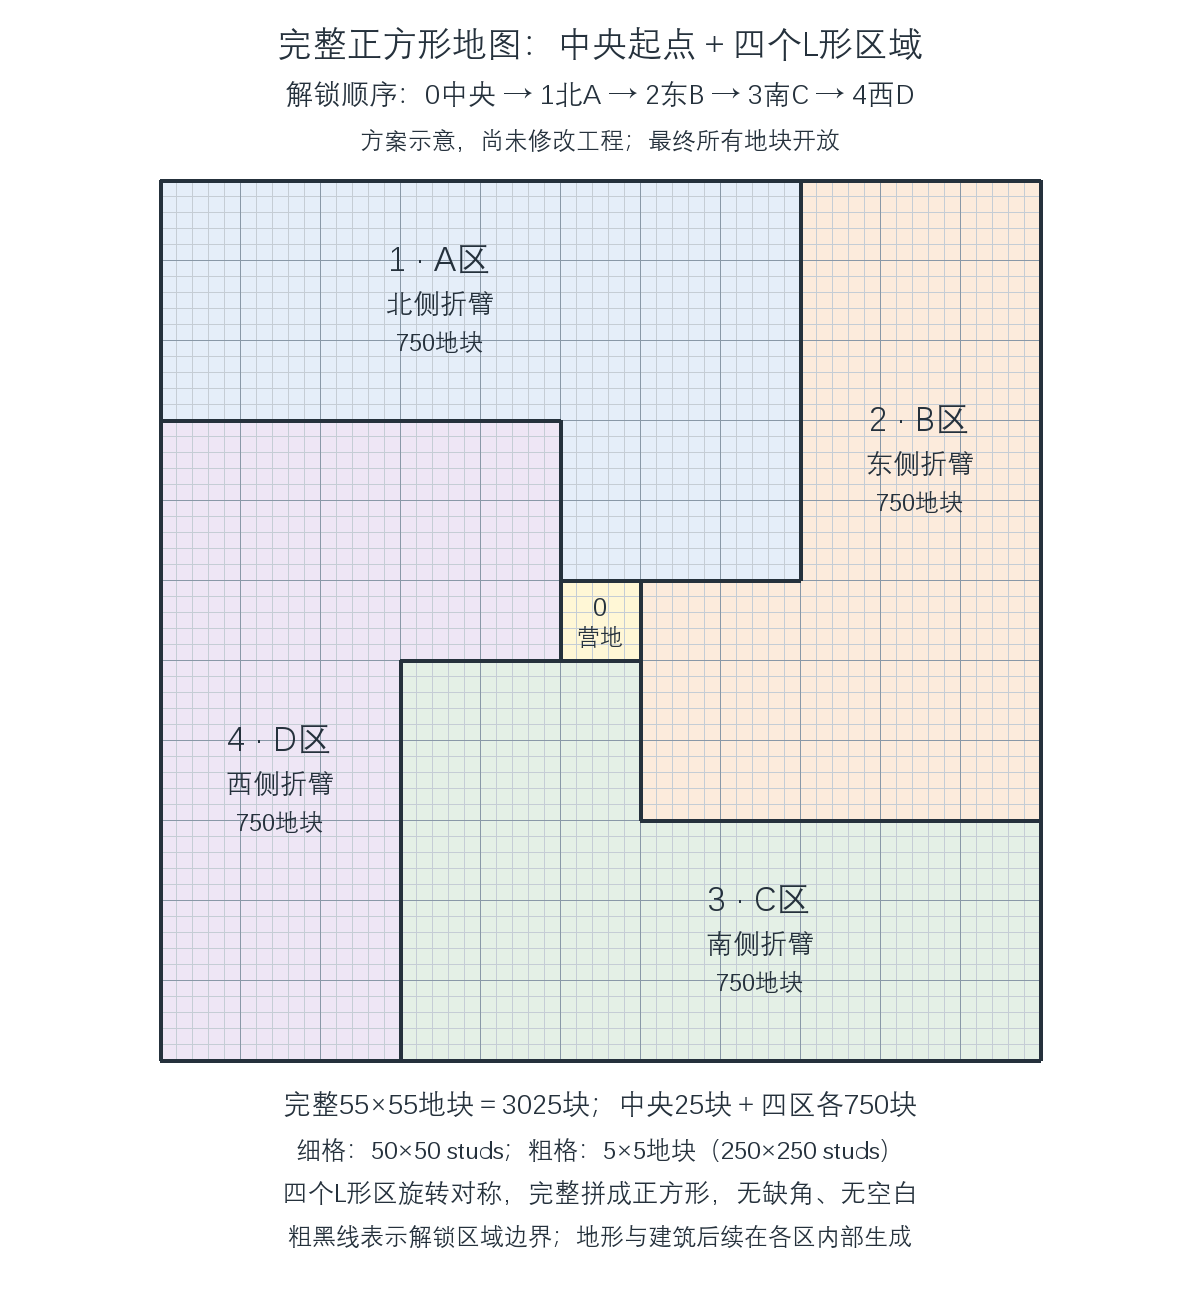 完整正方形地图：中央起点 + 四个L形区域
解锁顺序：0中央 → 1北A → 2东B → 3南C → 4西D
方案示意，尚未修改工程；最终所有地块开放
1 · A区
北侧折臂
750地块
2 · B区
东侧折臂
750地块
0
营地
4 · D区
西侧折臂
750地块
3 · C区
南侧折臂
750地块
完整55×55地块 = 3025块；中央25块 + 四区各750块
细格：50×50 studs；粗格：5×5地块（250×250 studs）
四个L形区旋转对称，完整拼成正方形，无缺角、无空白
粗黑线表示解锁区域边界；地形与建筑后续在各区内部生成